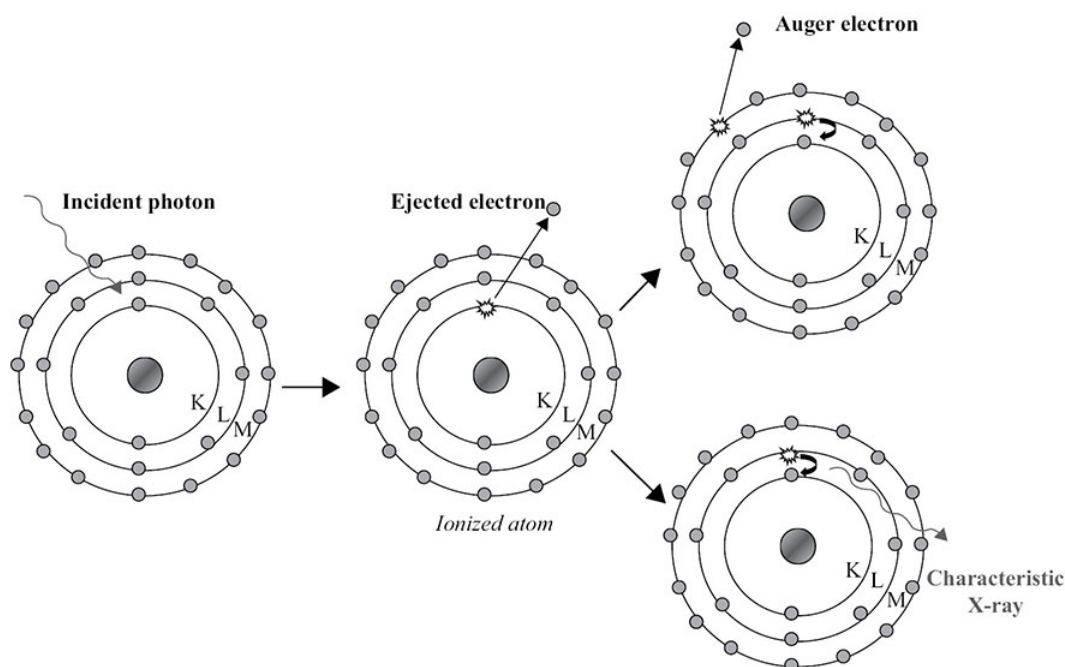 Auger electron
K
L
M
Incident photon
K
L
M
Ejected electron
K
L
M
Ionized atom
K
L
M
Characteristic
X-ray